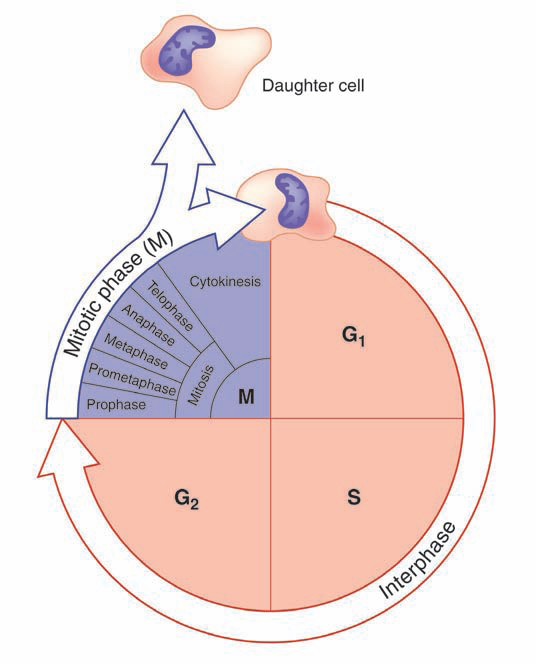 Daughter cell
Mitotic phase (M)
Cytokinesis
Telophase
Anaphase
Metaphase
Prometaphase
Prophase
Mitosis
M
G1
G2
S
Interphase